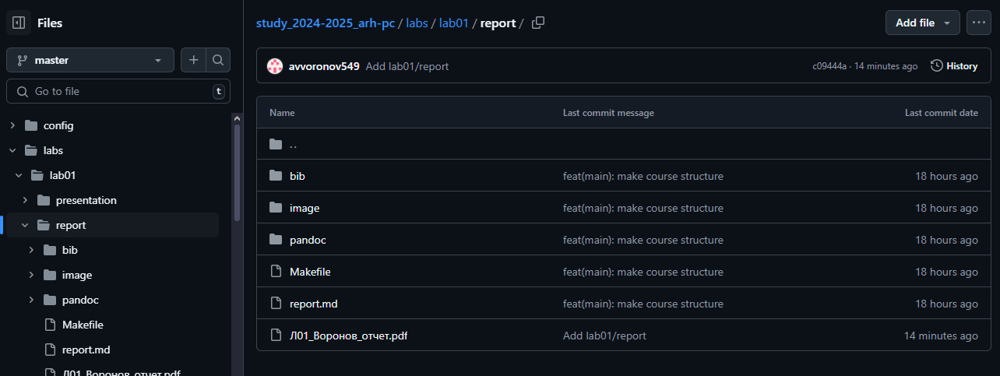 Files
master
Go to file
t
config
labs
lab01
presentation
report
bib
image
pandoc
Makefile
report.md
Л01_Воронов_отчет.pdf
study_2024-2025_arh-pc / labs / lab01 / report /
Add file
avvoronov549 Add lab01/report c09444a · 14 minutes ago History
Name Last commit message Last commit date
..
bib feat(main): make course structure 18 hours ago
image feat(main): make course structure 18 hours ago
pandoc feat(main): make course structure 18 hours ago
Makefile feat(main): make course structure 18 hours ago
report.md feat(main): make course structure 18 hours ago
Л01_Воронов_отчет.pdf Add lab01/report 14 minutes ago